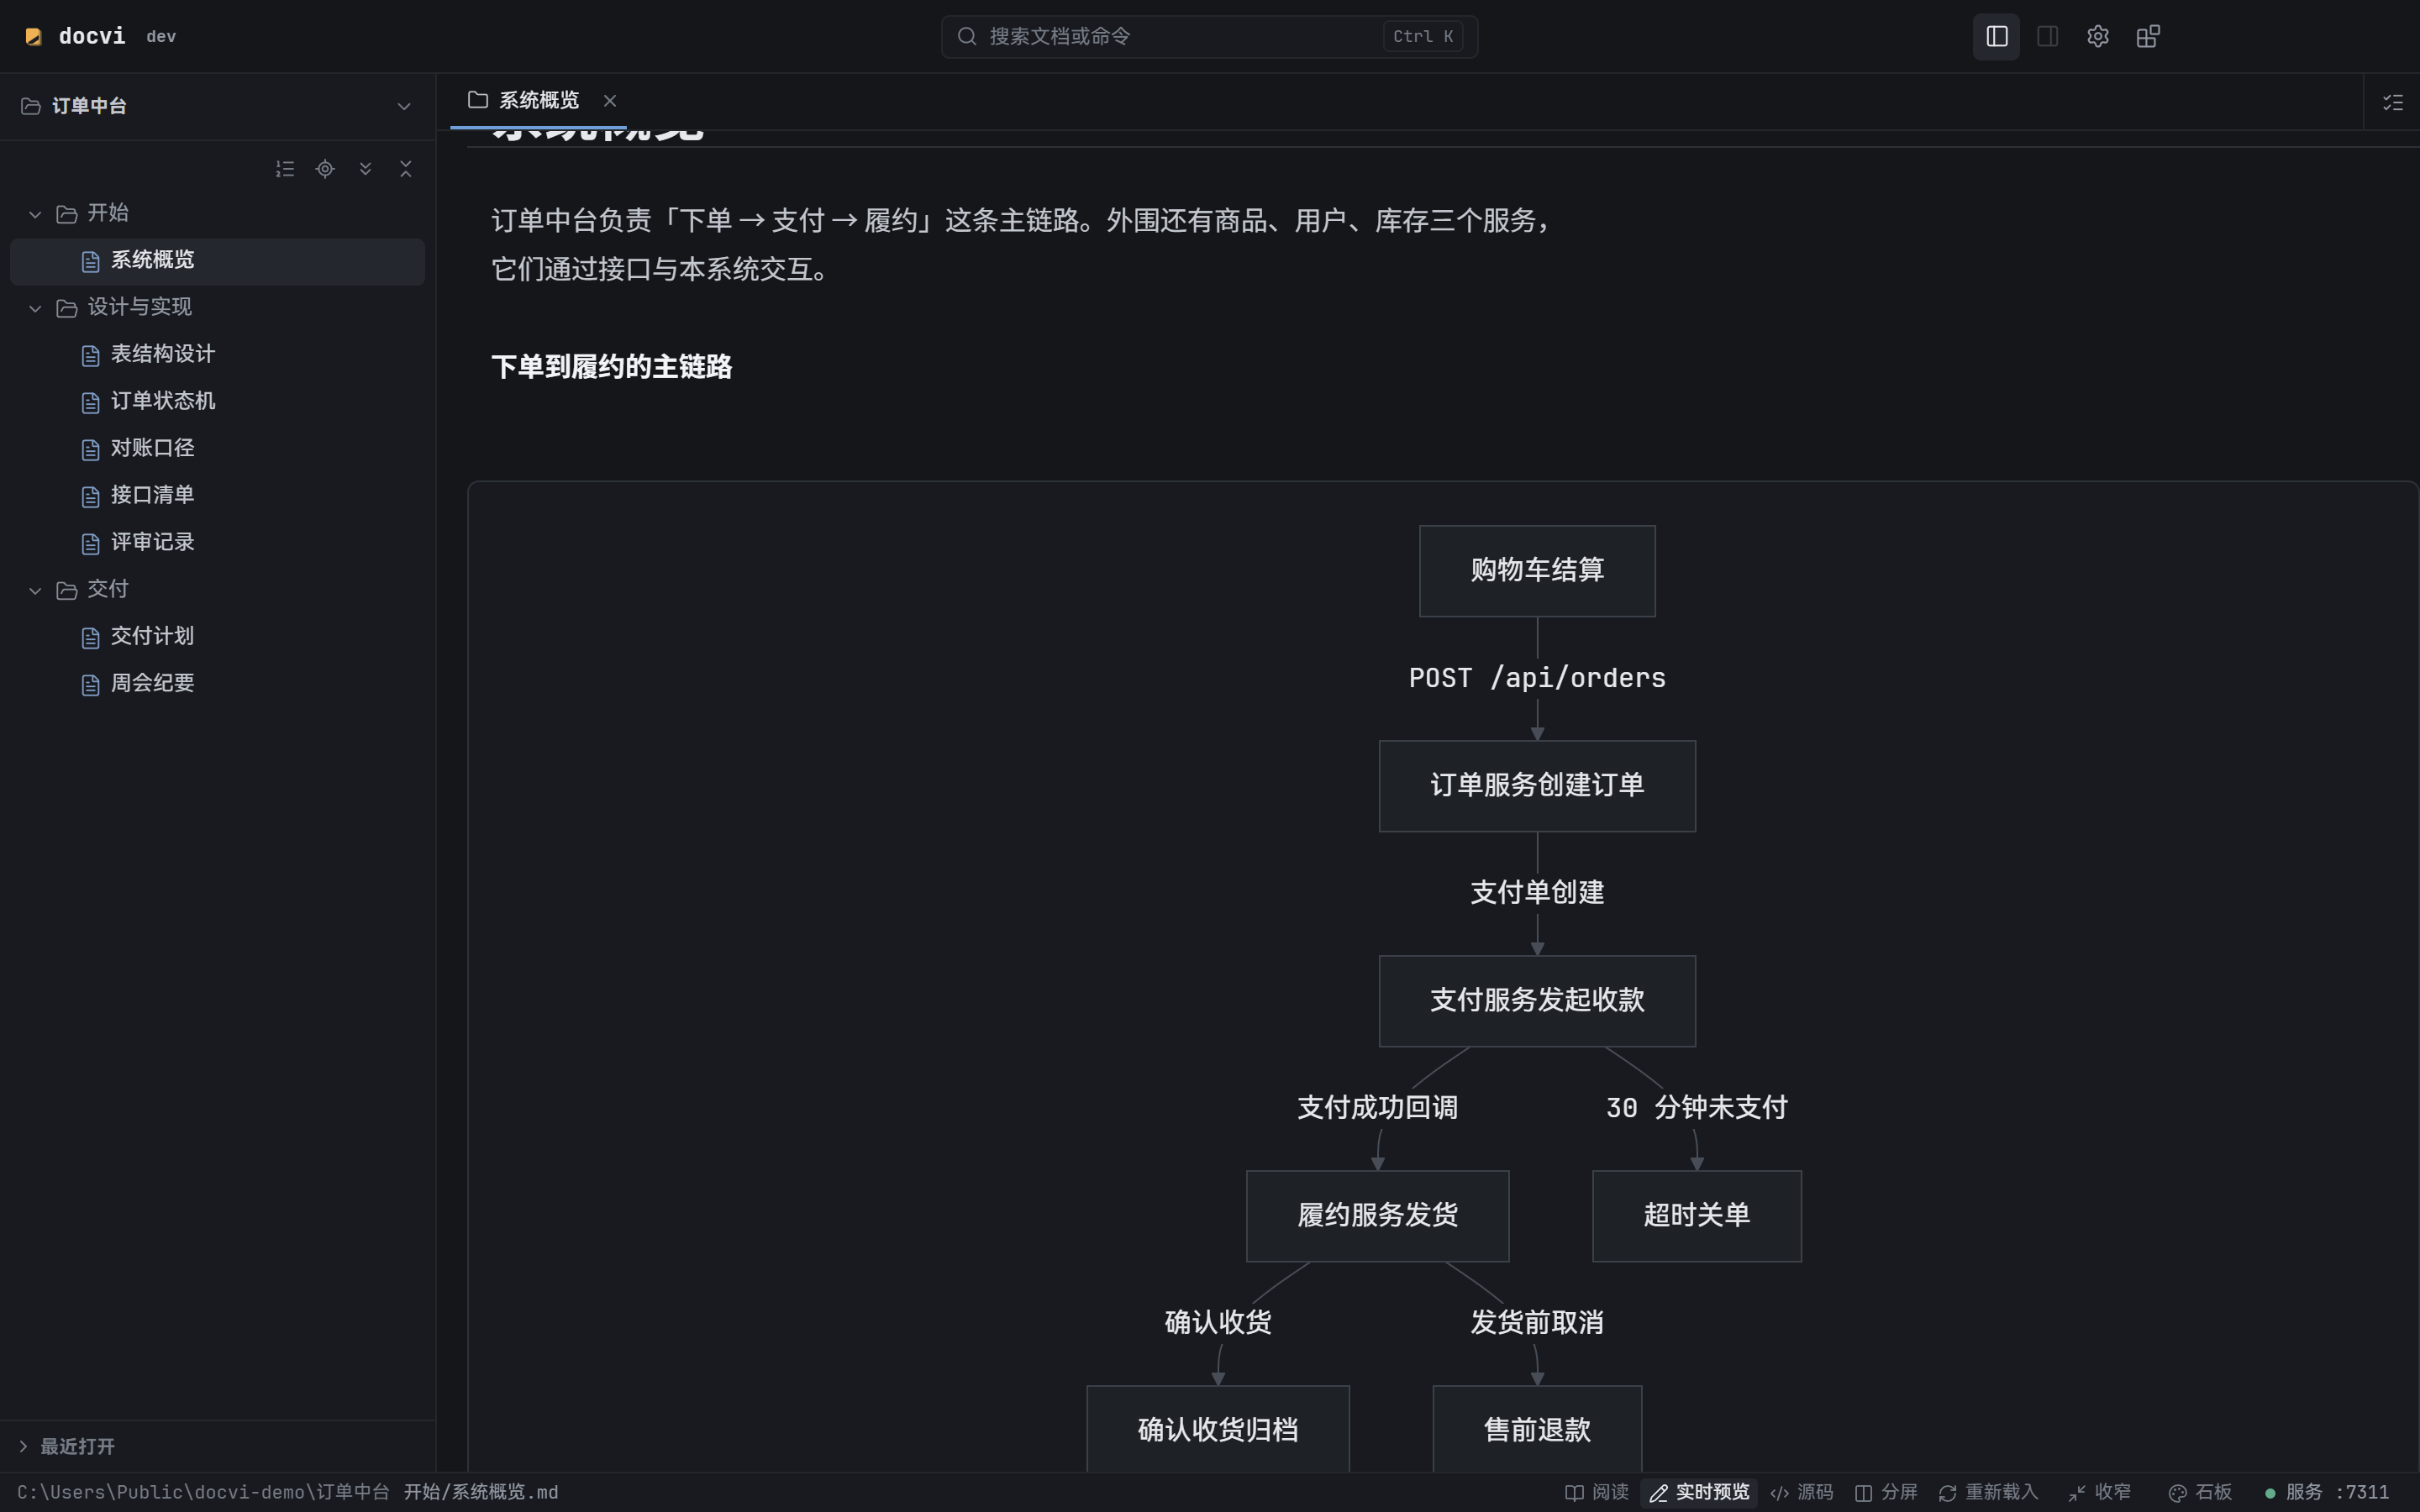 docvi dev
搜索文档或命令 Ctrl K
订单中台
系统概览
开始
系统概览
设计与实现
表结构设计
订单状态机
对账口径
接口清单
评审记录
交付
交付计划
周会纪要
最近打开
系统概览
订单中台负责「下单 → 支付 → 履约」这条主链路。外围还有商品、用户、库存三个服务，
它们通过接口与本系统交互。
下单到履约的主链路
购物车结算
POST /api/orders
订单服务创建订单
支付单创建
支付服务发起收款
支付成功回调 30 分钟未支付
履约服务发货 超时关单
确认收货 发货前取消
确认收货归档 售前退款
C:\Users\Public\docvi-demo\订单中台 开始/系统概览.md 阅读 实时预览 源码 分屏 重新载入 收窄 石板 服务 :7311